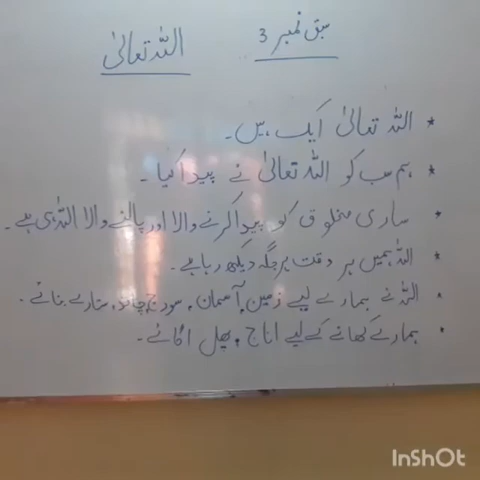 سبق نمبر 3
اللہ تعالیٰ
* اللہ تعالیٰ ایک ہیں۔
* ہم سب کو اللہ تعالیٰ نے پیدا کیا۔
* ساری مخلوق کو پیدا کرنے والا اور پالنے والا اللہ ہی ہے۔
* اللہ ہمیں ہر وقت ہر جگہ دیکھ رہا ہے۔
* اللہ نے ہمارے لیے زمین، آسمان، سورج، چاند، ستارے بنائے۔
* ہمارے کھانے کے لیے اناج، پھل اگائے۔
InShOt